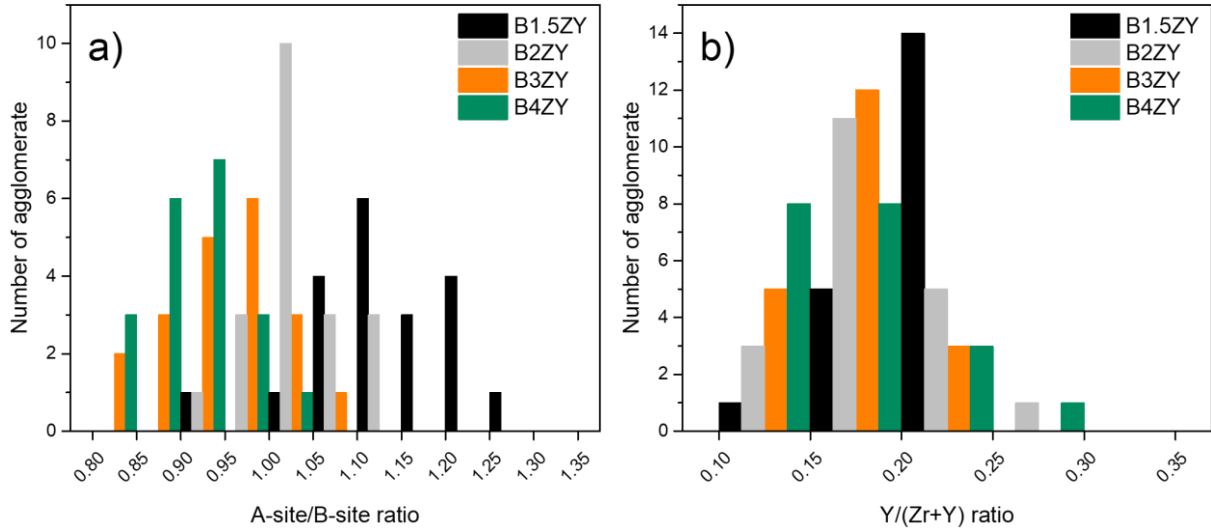 a)
B1.5ZY
B2ZY
B3ZY
B4ZY
Number of agglomerate
10
8
6
4
2
0
0.80
0.85
0.90
0.95
1.00
1.05
1.10
1.15
1.20
1.25
1.30
1.35
A-site/B-site ratio
b)
B1.5ZY
B2ZY
B3ZY
B4ZY
Number of agglomerate
14
12
10
8
6
4
2
0
0.10
0.15
0.20
0.25
0.30
0.35
Y/(Zr+Y) ratio